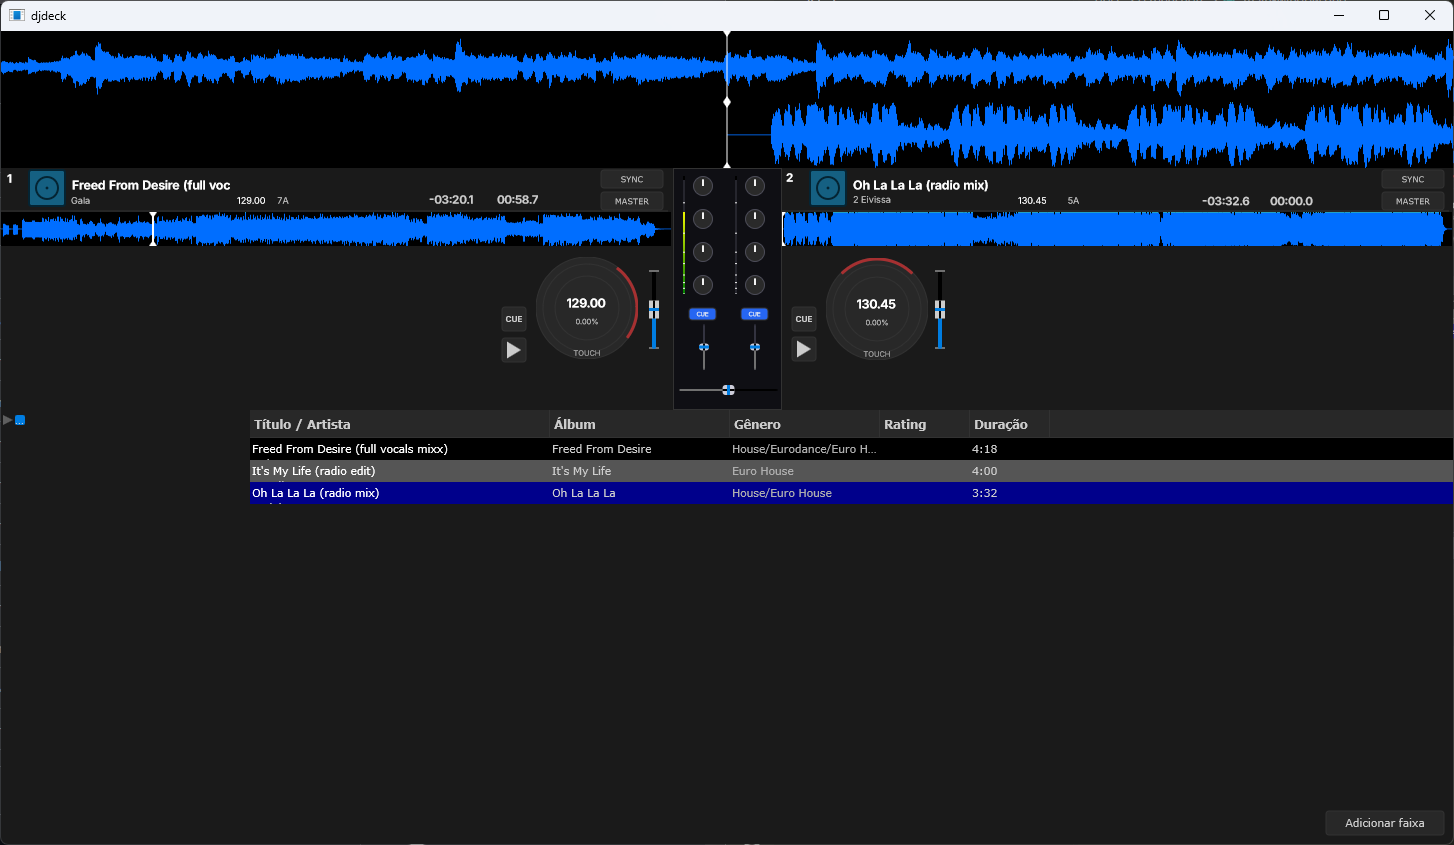 djdeck
1
Freed From Desire (full voc
Gala
129.00
7A
-03:20.1
00:58.7
SYNC
MASTER
2
Oh La La La (radio mix)
2 Eivissa
130.45
5A
-03:32.6
00:00.0
SYNC
MASTER
129.00
0.00%
TOUCH
CUE
CUE
CUE
130.45
0.00%
TOUCH
CUE
Título / Artista
Álbum
Gênero
Rating
Duração
Freed From Desire (full vocals mixx)
Freed From Desire
House/Eurodance/Euro H...
4:18
It's My Life (radio edit)
It's My Life
Euro House
4:00
Oh La La La (radio mix)
Oh La La La
House/Euro House
3:32
Adicionar faixa